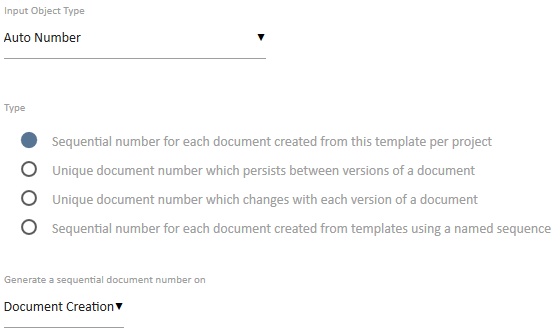 Input Object Type
Auto Number
Type
Sequential number for each document created from this template per project
Unique document number which persists between versions of a document
Unique document number which changes with each version of a document
Sequential number for each document created from templates using a named sequence
Generate a sequential document number on
Document Creation